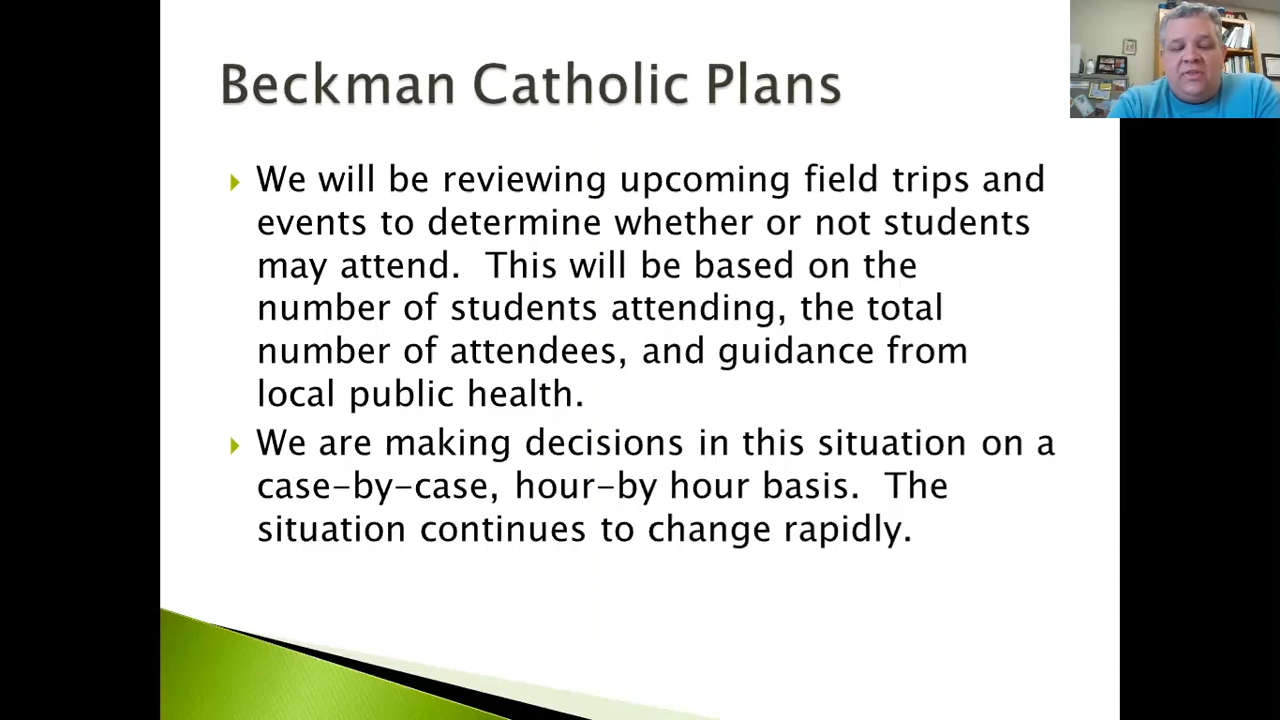 Beckman Catholic Plans
We will be reviewing upcoming field trips and
events to determine whether or not students
may attend.  This will be based on the
number of students attending, the total
number of attendees, and guidance from
local public health.
We are making decisions in this situation on a
case-by-case, hour-by hour basis.  The
situation continues to change rapidly.